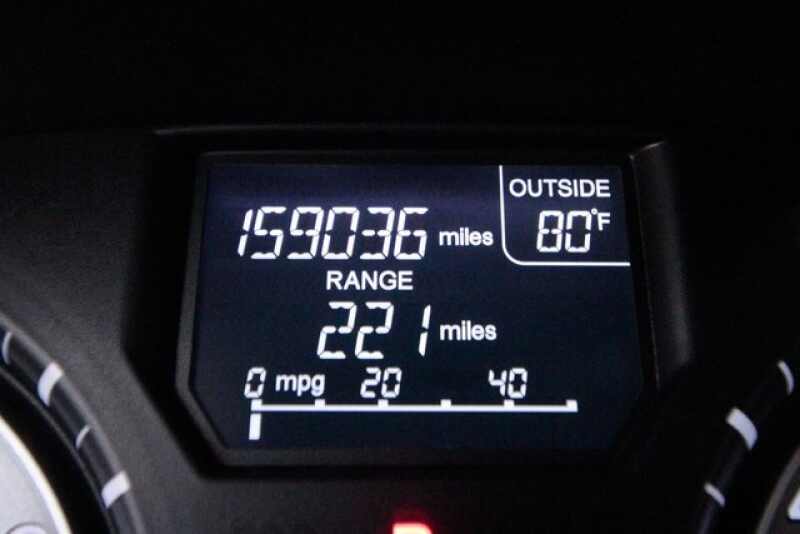 OUTSIDE
159036 miles
80°F
RANGE
221 miles
0 mpg 20 40